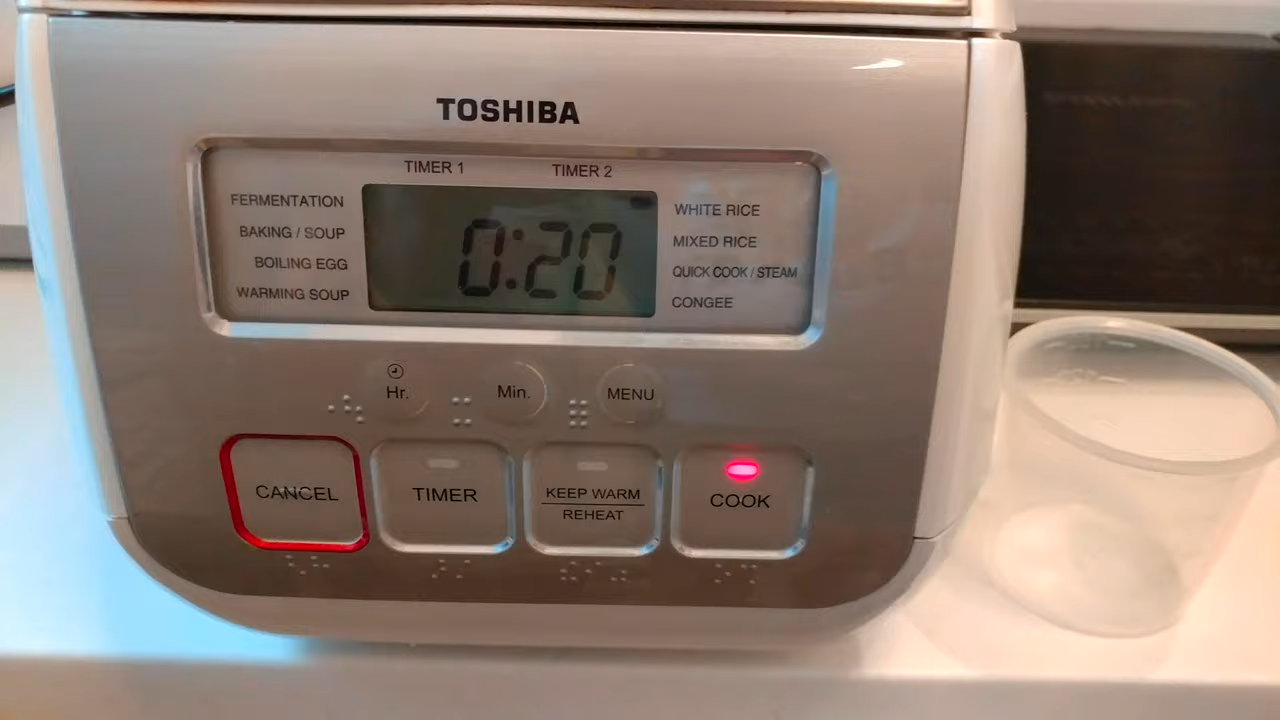 TOSHIBA
TIMER 1 TIMER 2
FERMENTATION
BAKING / SOUP
BOILING EGG
WARMING SOUP
0:20
WHITE RICE
MIXED RICE
QUICK COOK / STEAM
CONGEE
Hr. Min. MENU
CANCEL
TIMER
KEEP WARM
REHEAT
COOK